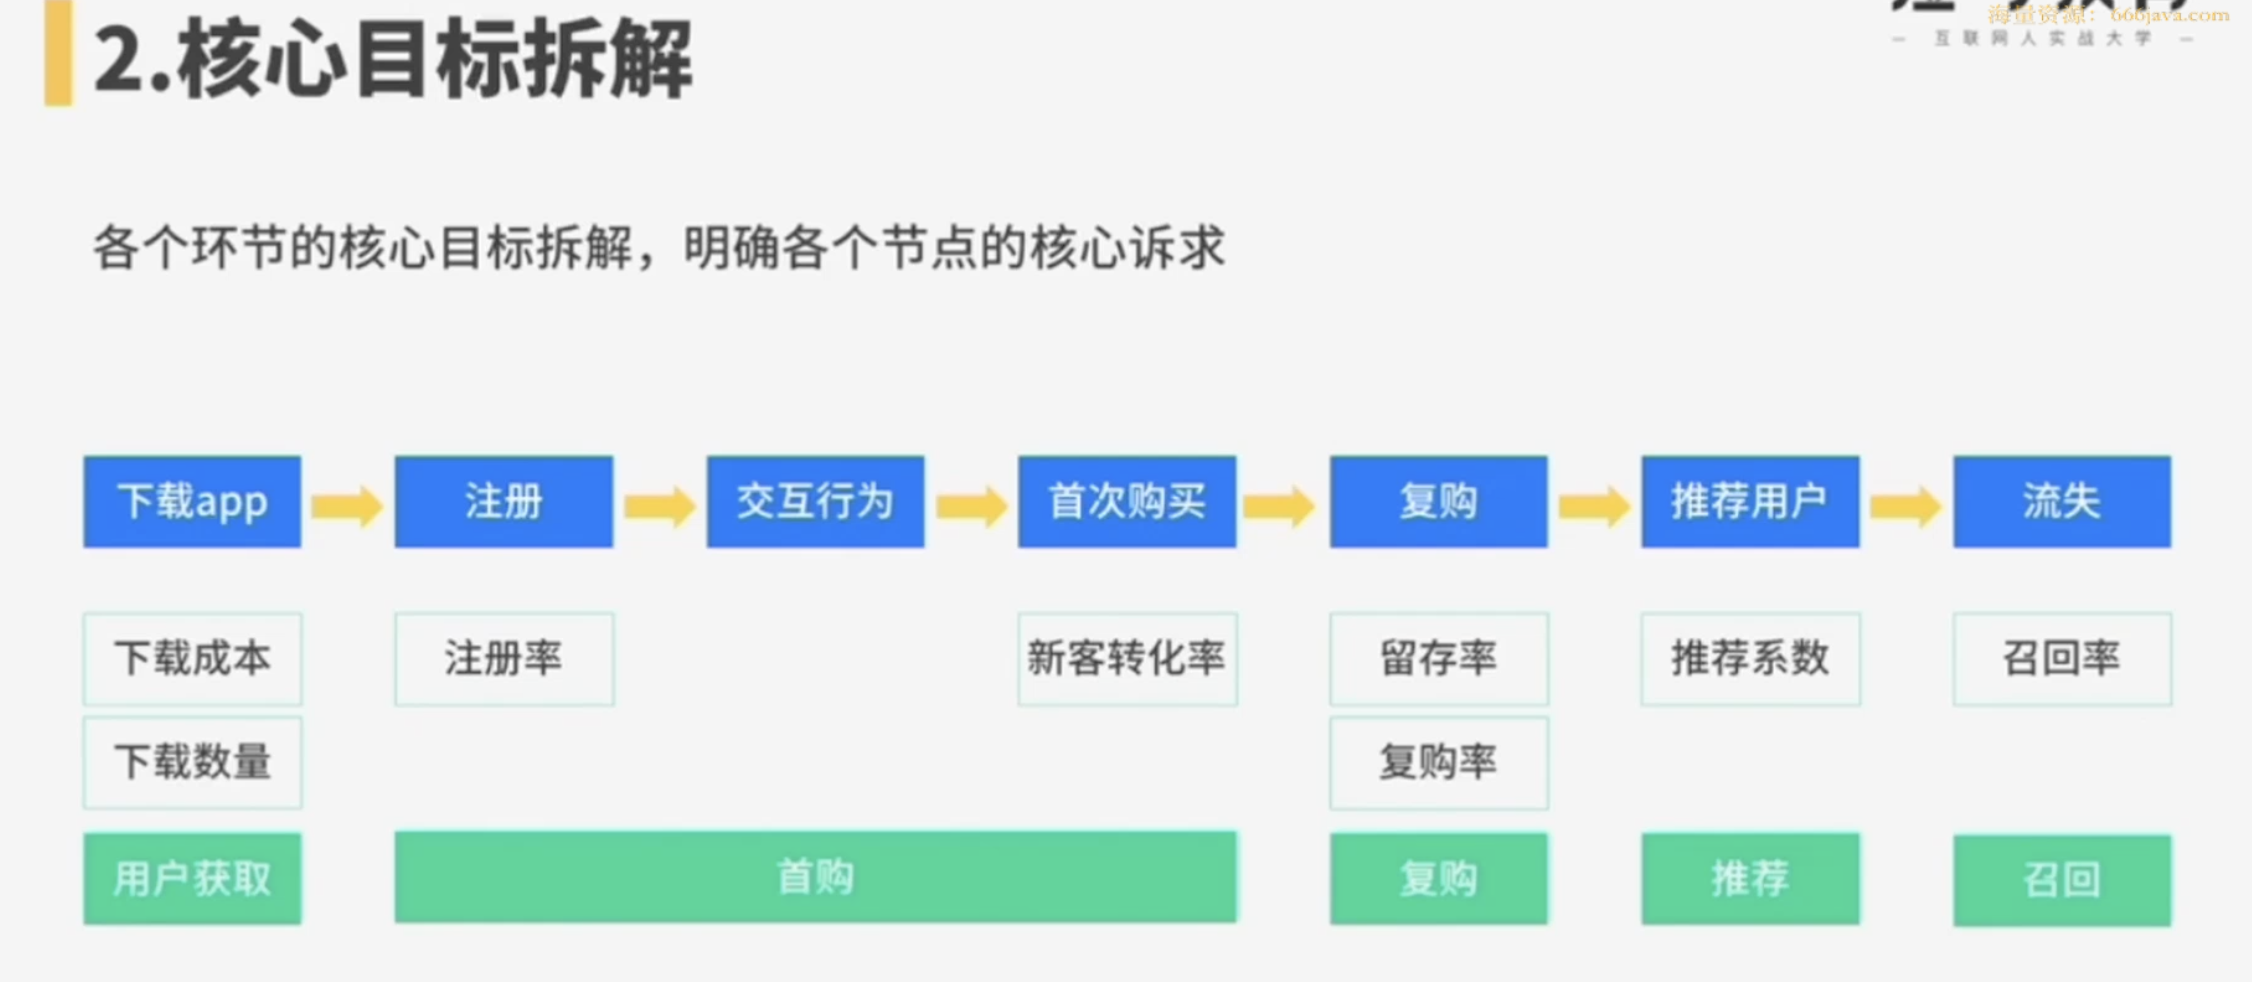 2.核心目标拆解
海量资源：666java.com
— 互联网人实战大学 —
各个环节的核心目标拆解，明确各个节点的核心诉求
下载app
注册
交互行为
首次购买
复购
推荐用户
流失
下载成本
注册率
新客转化率
留存率
推荐系数
召回率
下载数量
复购率
用户获取
首购
复购
推荐
召回